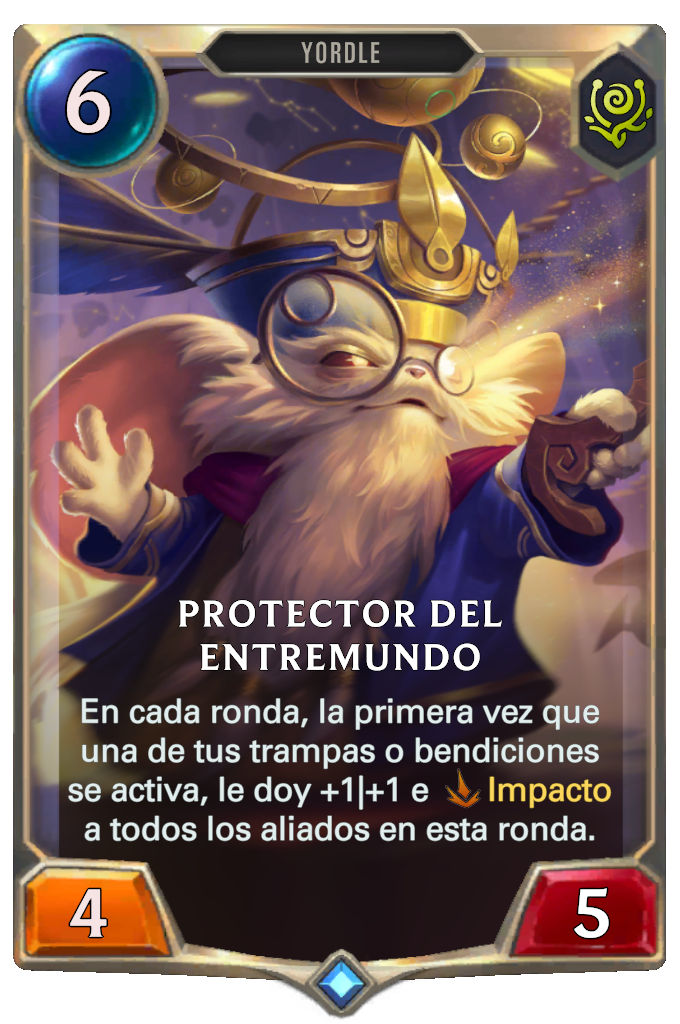 YORDLE
6
PROTECTOR DEL
ENTREMUNDO
En cada ronda, la primera vez que
una de tus trampas o bendiciones
se activa, le doy +1|+1 e Impacto
a todos los aliados en esta ronda.
4
5